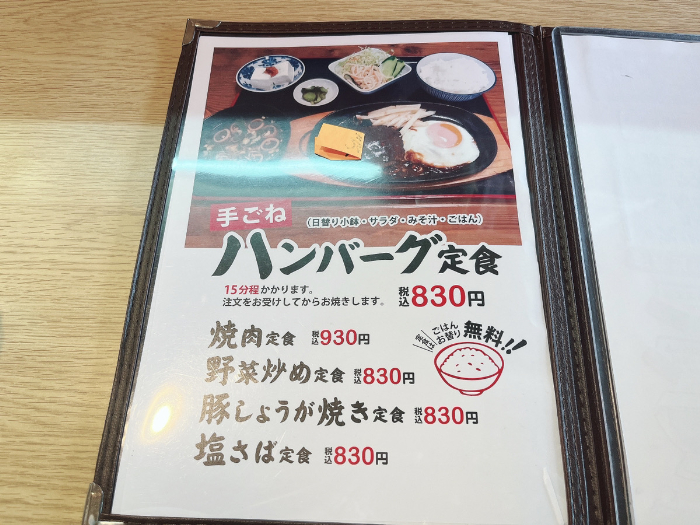 手ごね
(日替り小鉢・サラダ・みそ汁・ごはん)
ハンバーグ定食
15分程かかります。
注文をお受けしてからお焼きします。
税込830円
焼肉定食 税込930円
野菜炒め定食 税込830円
豚しょうが焼き定食 税込830円
塩さば定食 税込830円
定食は
ごはん
お替り
無料!!